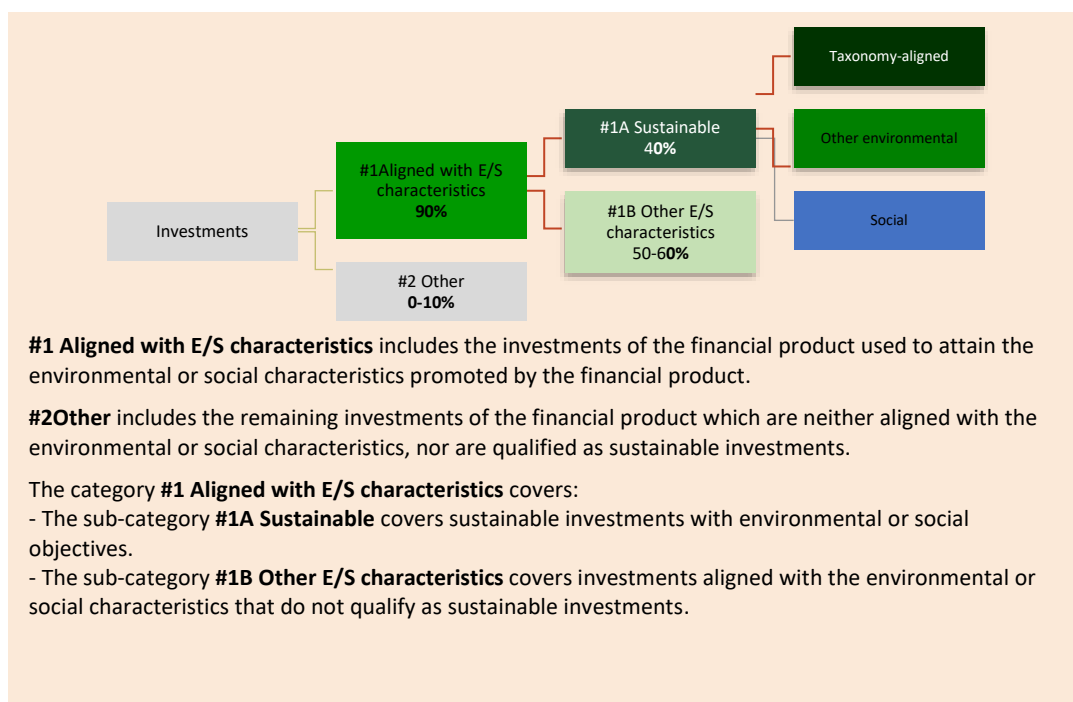 Taxonomy-aligned
#1A Sustainable
40%
Other environmental
#1Aligned with E/S
characteristics
90%
#1B Other E/S
characteristics
50-60%
Social
Investments
#2 Other
0-10%
#1 Aligned with E/S characteristics includes the investments of the financial product used to attain the
environmental or social characteristics promoted by the financial product.
#2Other includes the remaining investments of the financial product which are neither aligned with the
environmental or social characteristics, nor are qualified as sustainable investments.
The category #1 Aligned with E/S characteristics covers:
- The sub-category #1A Sustainable covers sustainable investments with environmental or social
objectives.
- The sub-category #1B Other E/S characteristics covers investments aligned with the environmental or
social characteristics that do not qualify as sustainable investments.